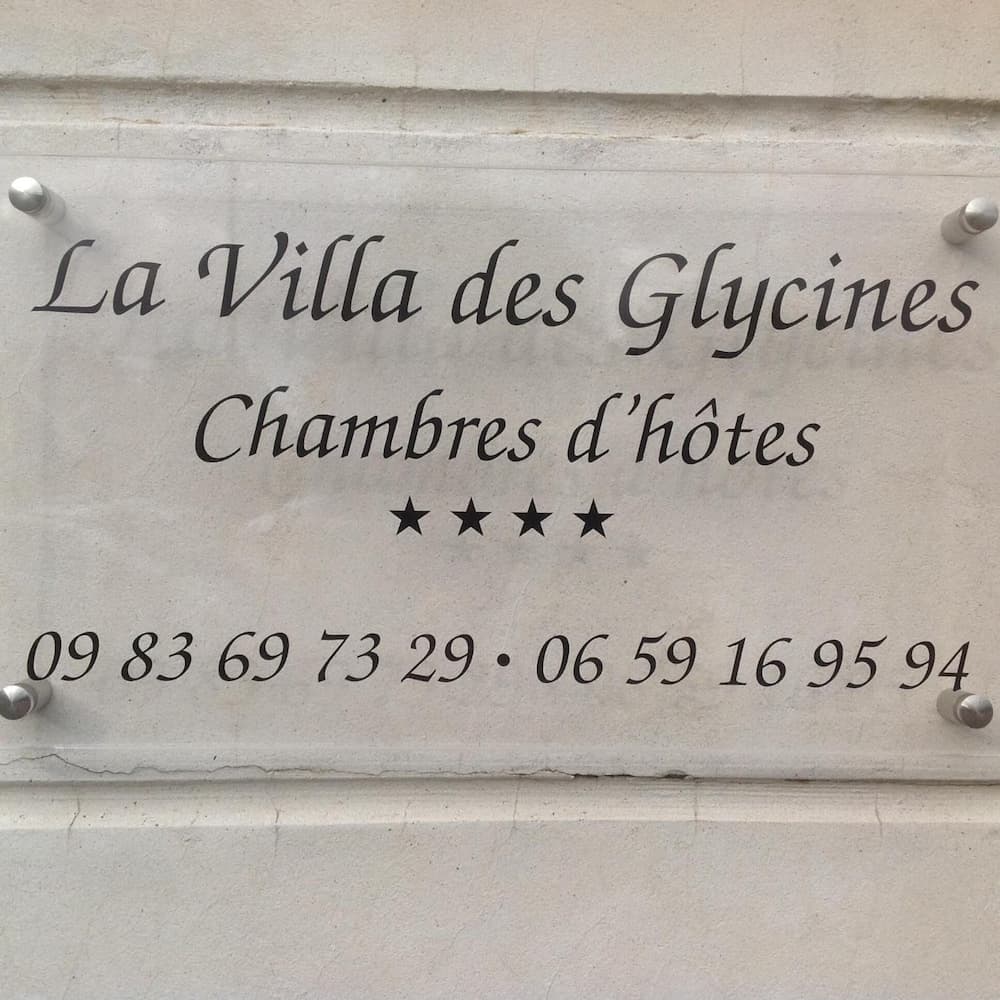 La Villa des Glycines
Chambres d'hôtes
★ ★ ★ ★
09 83 69 73 29 • 06 59 16 95 94